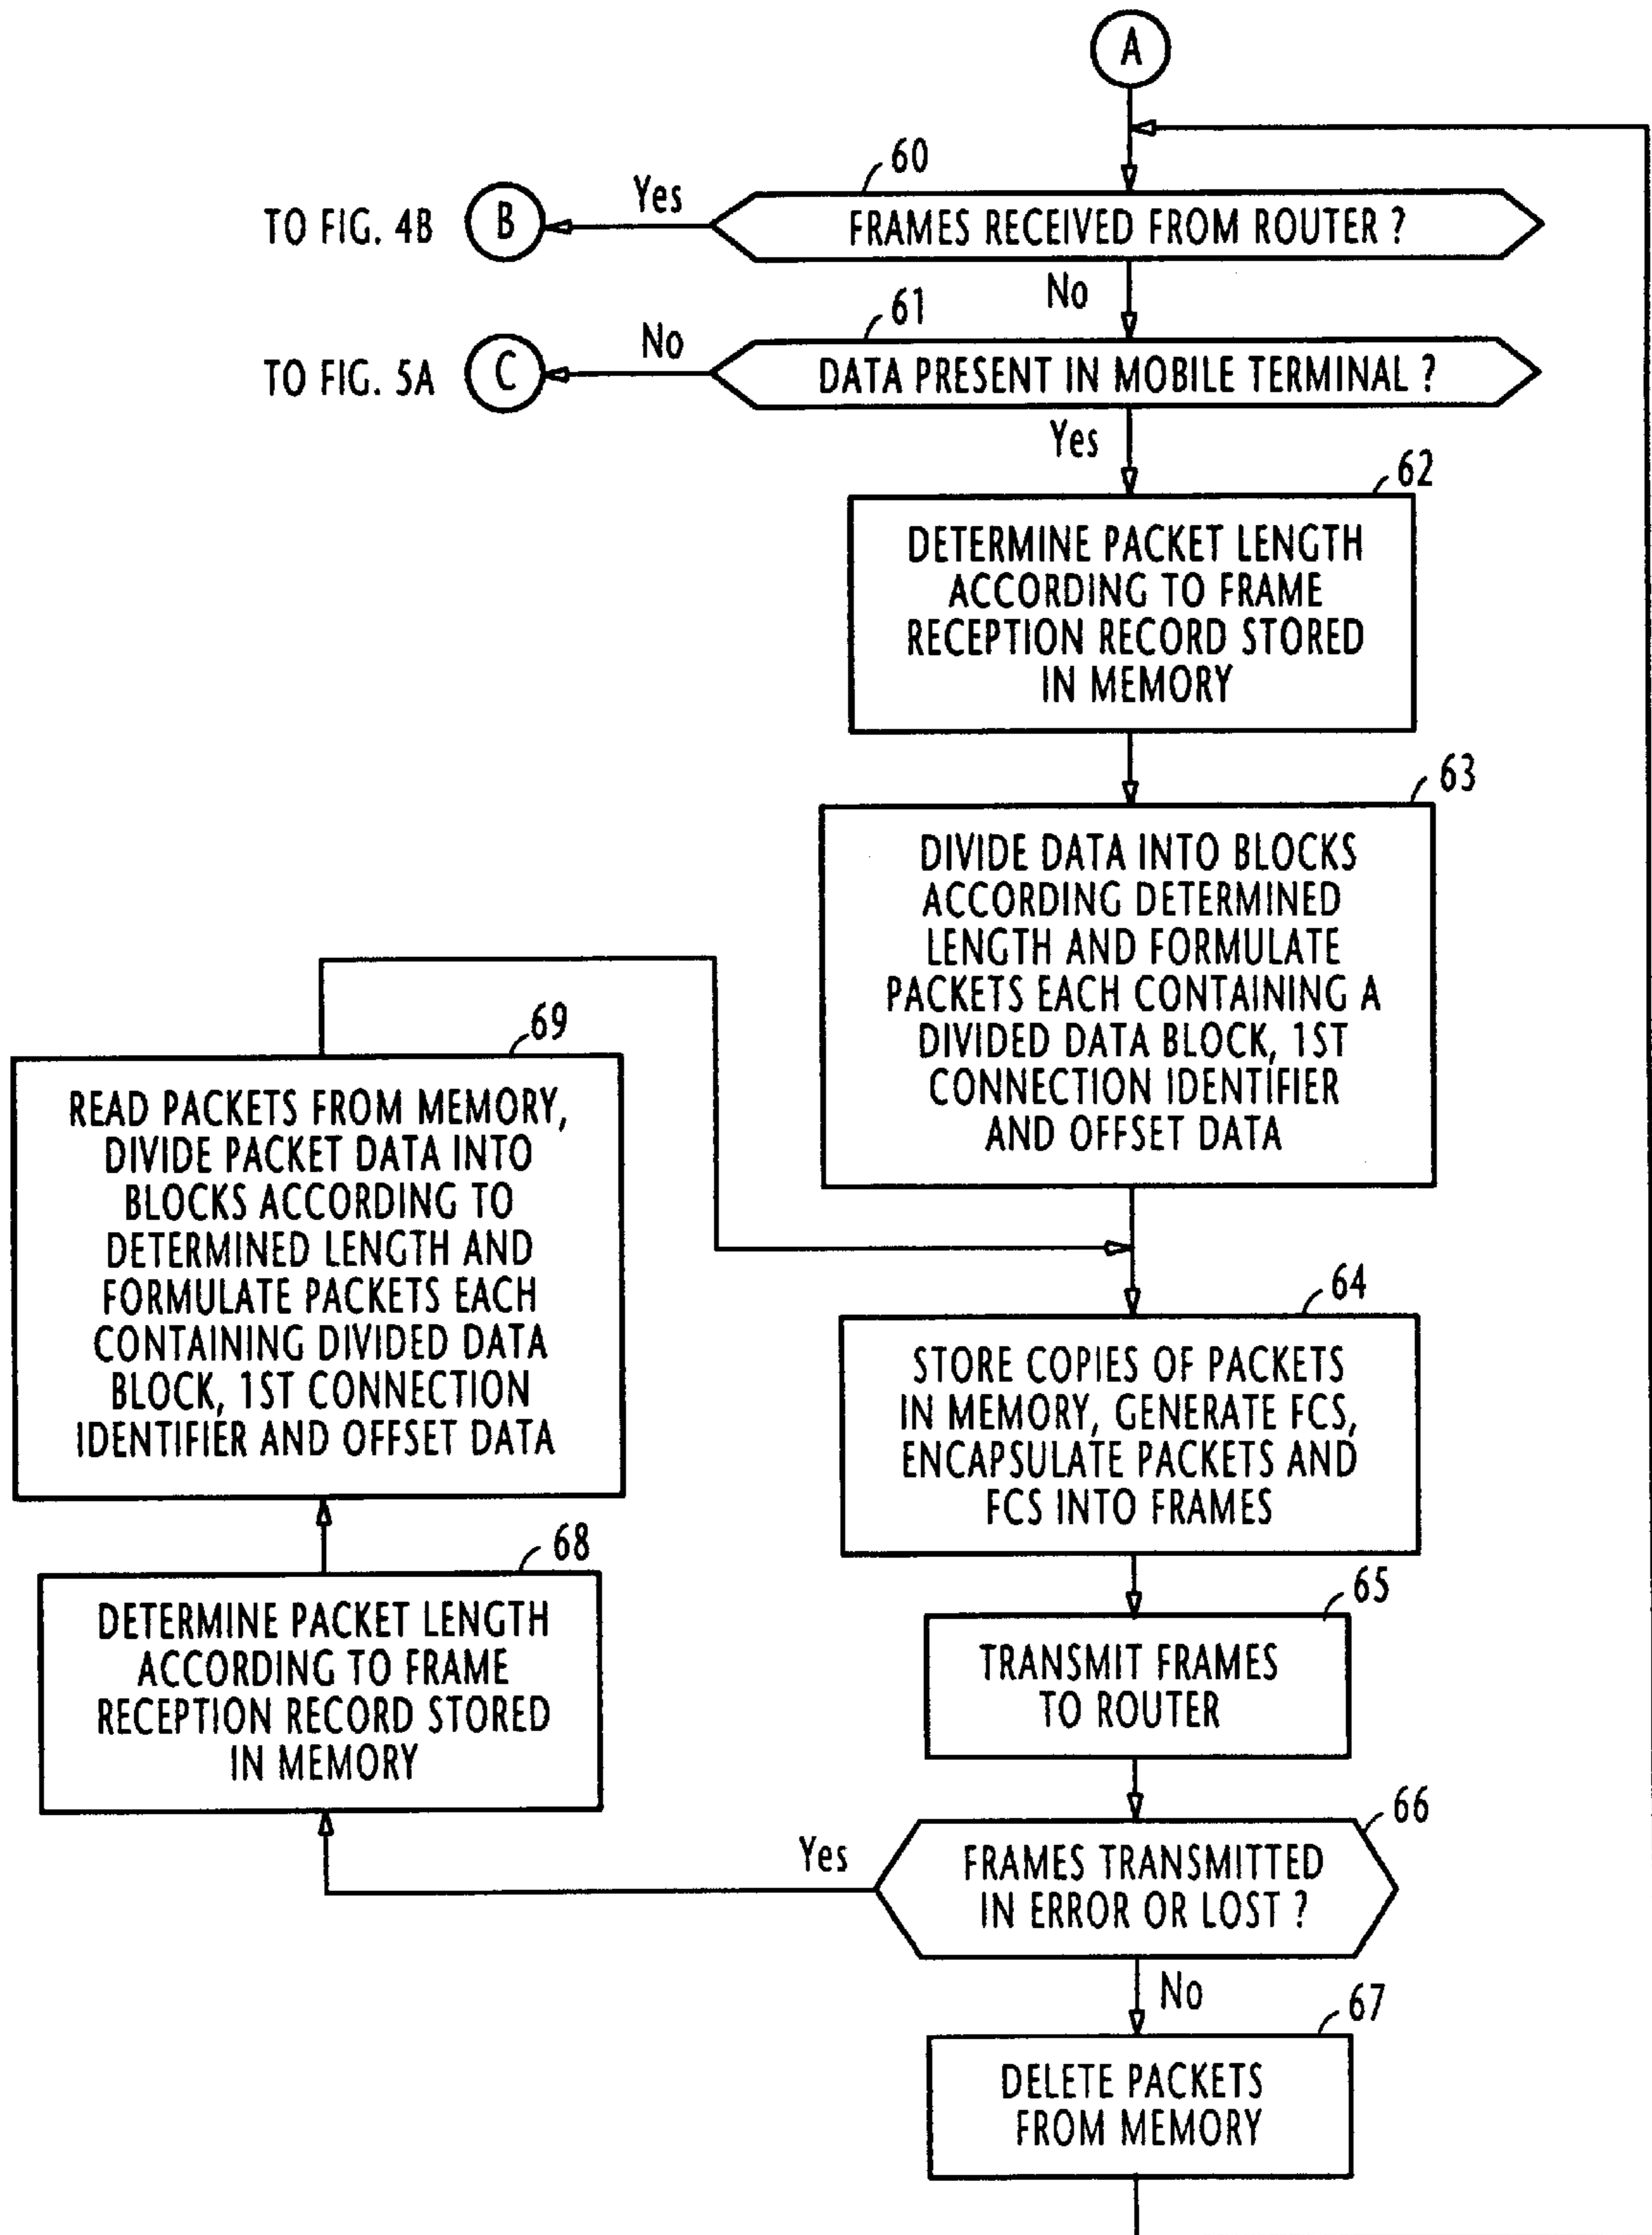 A
60
Yes
TO FIG. 4B
B
FRAMES RECEIVED FROM ROUTER ?
No
61
No
TO FIG. 5A
C
DATA PRESENT IN MOBILE TERMINAL ?
Yes
62
DETERMINE PACKET LENGTH
ACCORDING TO FRAME
RECEPTION RECORD STORED
IN MEMORY
63
DIVIDE DATA INTO BLOCKS
ACCORDING DETERMINED
LENGTH AND FORMULATE
PACKETS EACH CONTAINING A
DIVIDED DATA BLOCK, 1ST
CONNECTION IDENTIFIER
AND OFFSET DATA
69
READ PACKETS FROM MEMORY,
DIVIDE PACKET DATA INTO
BLOCKS ACCORDING TO
DETERMINED LENGTH AND
FORMULATE PACKETS EACH
CONTAINING DIVIDED DATA
BLOCK, 1ST CONNECTION
IDENTIFIER AND OFFSET DATA
64
STORE COPIES OF PACKETS
IN MEMORY, GENERATE FCS,
ENCAPSULATE PACKETS AND
FCS INTO FRAMES
68
DETERMINE PACKET LENGTH
ACCORDING TO FRAME
RECEPTION RECORD STORED
IN MEMORY
65
TRANSMIT FRAMES
TO ROUTER
66
Yes
FRAMES TRANSMITTED
IN ERROR OR LOST ?
No
67
DELETE PACKETS
FROM MEMORY